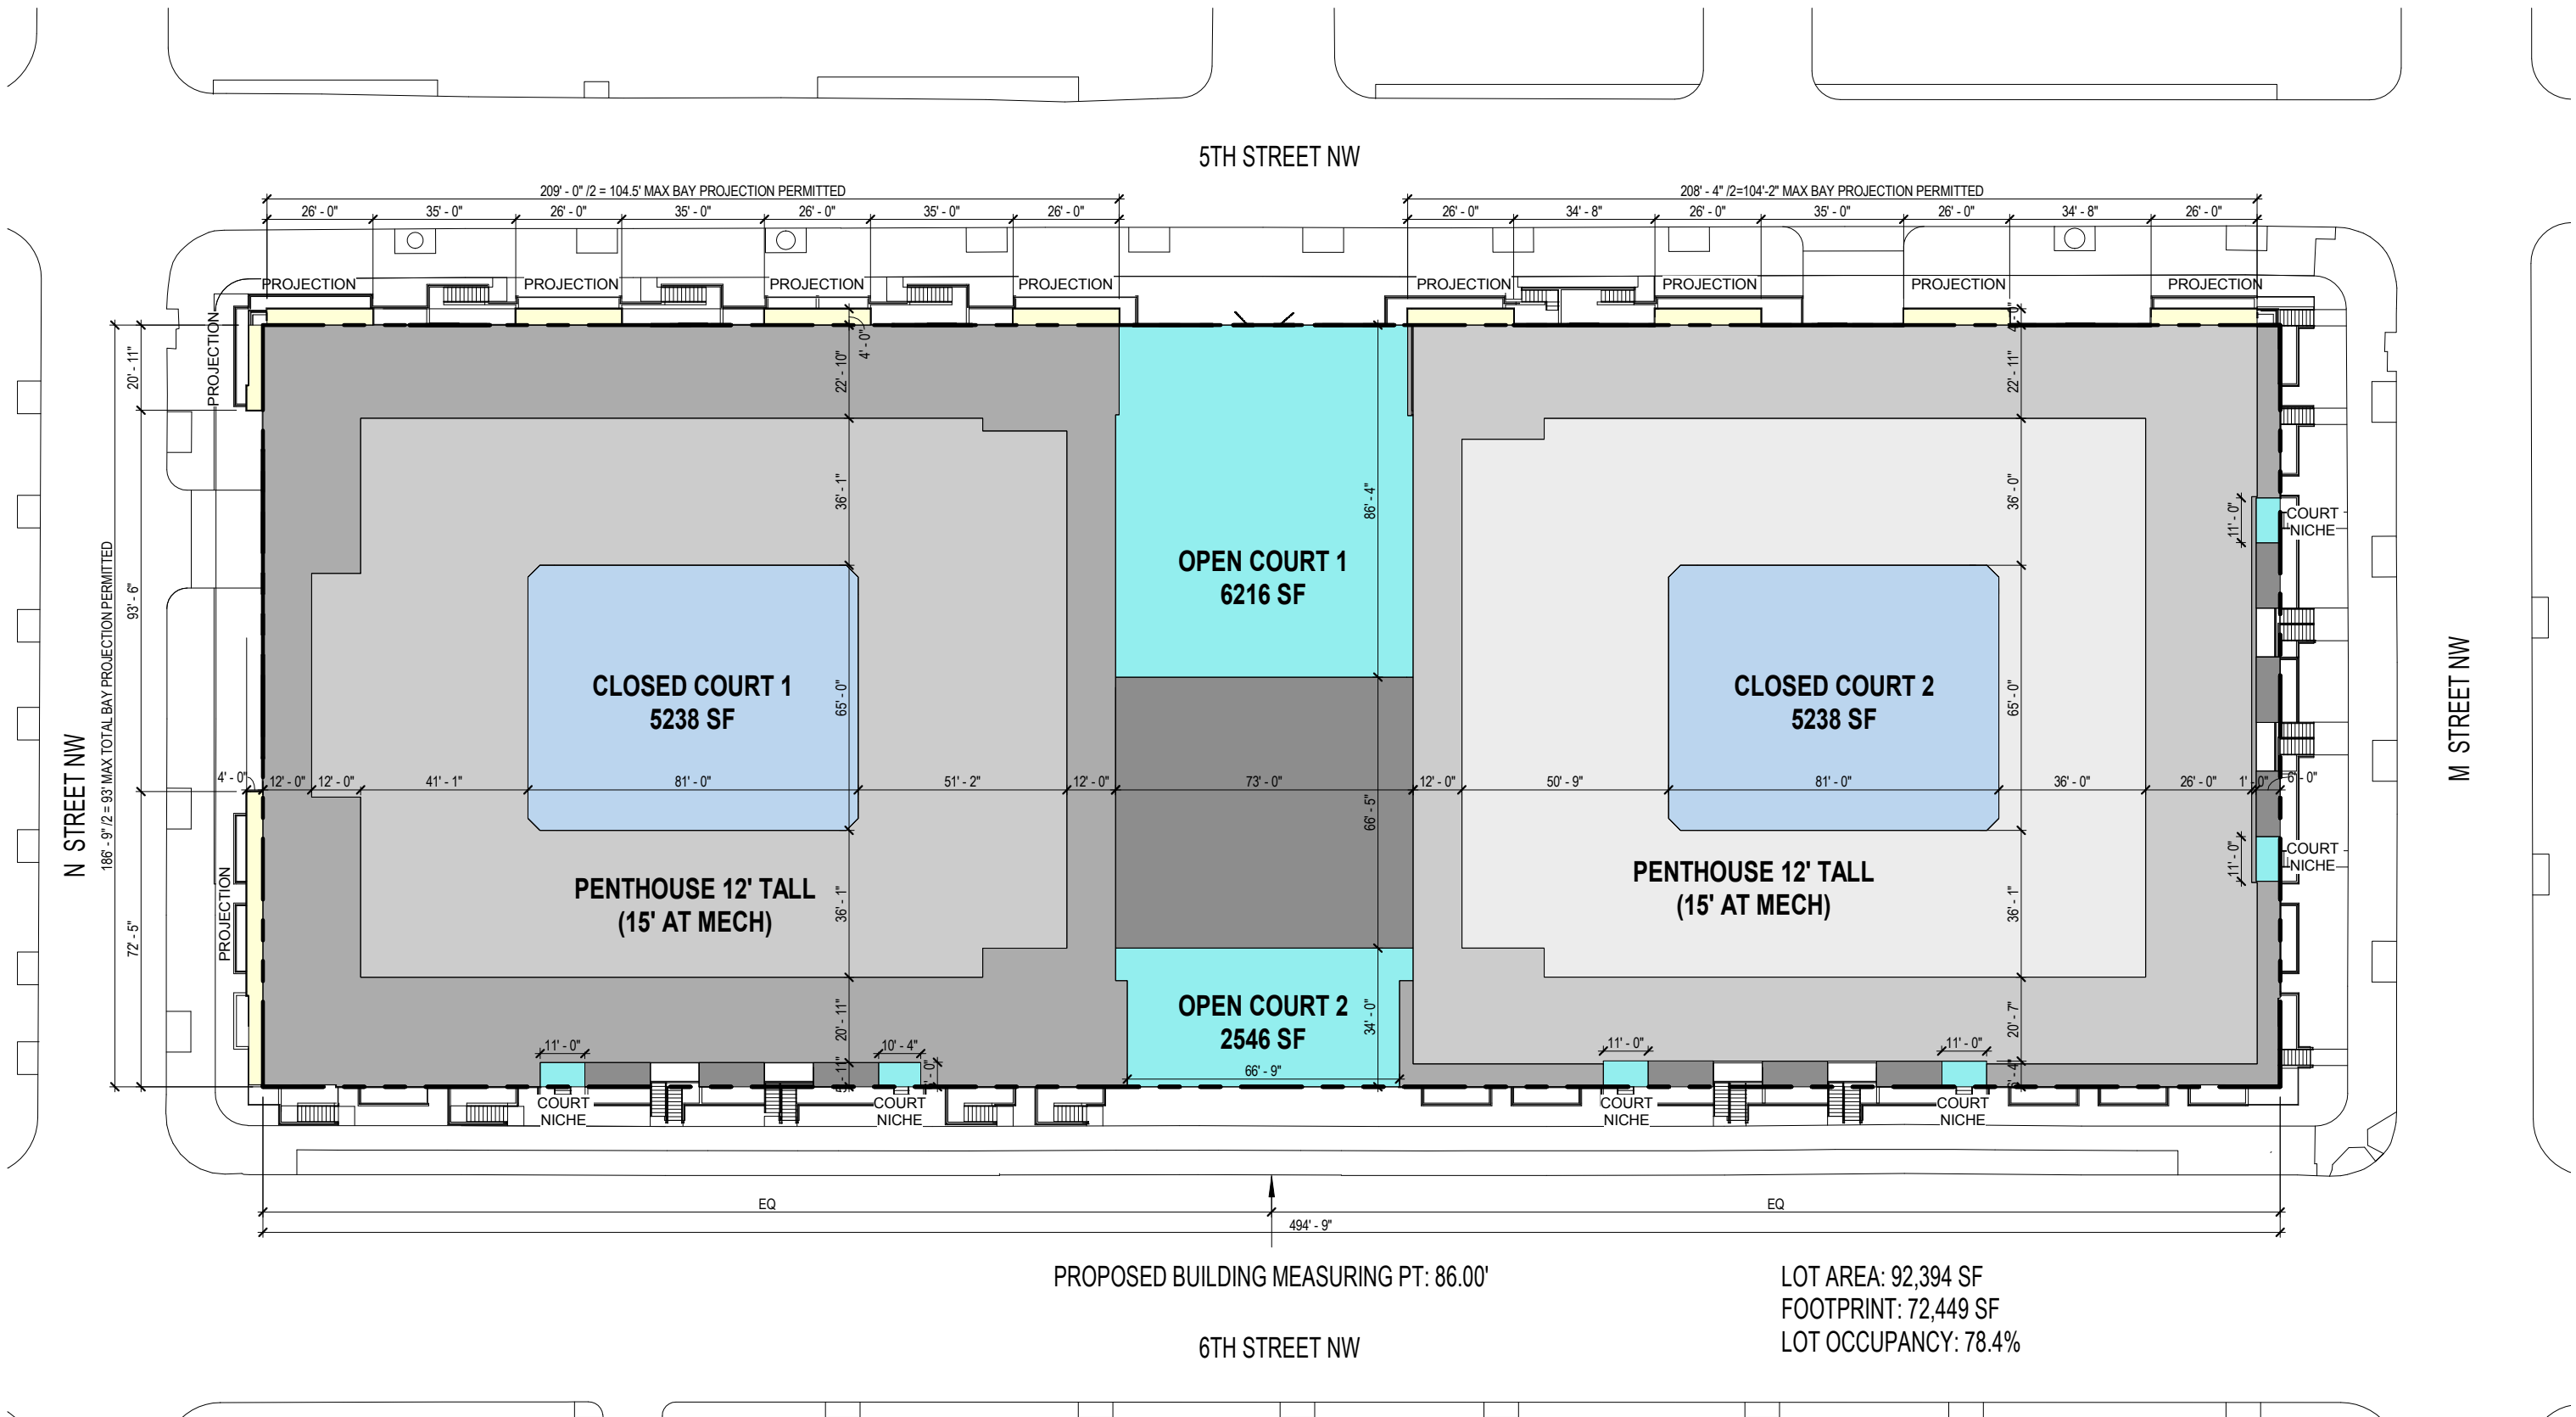 5TH STREET NW
209' - 0" /2 = 104.5' MAX BAY PROJECTION PERMITTED
208' - 4" /2=104'-2" MAX BAY PROJECTION PERMITTED
26' - 0"
35' - 0"
26' - 0"
35' - 0"
26' - 0"
35' - 0"
26' - 0"
26' - 0"
34' - 8"
26' - 0"
35' - 0"
26' - 0"
34' - 8"
26' - 0"
PROJECTION
PROJECTION
PROJECTION
PROJECTION
PROJECTION
PROJECTION
PROJECTION
PROJECTION
PROJECTION
20' - 11"
93' - 6"
72' - 5"
186' - 9" /2 = 93' MAX TOTAL BAY PROJECTION PERMITTED
N STREET NW
PROJECTION
4' - 0"
22' - 10"
36' - 1"
65' - 0"
36' - 1"
20' - 11"
CLOSED COURT 1
5238 SF
4' - 0"
12' - 0"
12' - 0"
41' - 1"
81' - 0"
51' - 2"
12' - 0"
73' - 0"
12' - 0"
50' - 9"
81' - 0"
36' - 0"
26' - 0"
1' - 0"
6' - 0"
PENTHOUSE 12' TALL
(15' AT MECH)
OPEN COURT 1
6216 SF
86' - 4"
66' - 5"
34' - 0"
OPEN COURT 2
2546 SF
66' - 9"
22' - 11"
36' - 0"
65' - 0"
36' - 1"
20' - 7"
CLOSED COURT 2
5238 SF
PENTHOUSE 12' TALL
(15' AT MECH)
11' - 0"
COURT
NICHE
11' - 0"
COURT
NICHE
M STREET NW
11' - 0"
10' - 4"
11' - 0"
11' - 0"
COURT
NICHE
COURT
NICHE
COURT
NICHE
COURT
NICHE
EQ
EQ
494' - 9"
PROPOSED BUILDING MEASURING PT: 86.00'
LOT AREA: 92,394 SF
FOOTPRINT: 72,449 SF
LOT OCCUPANCY: 78.4%
6TH STREET NW